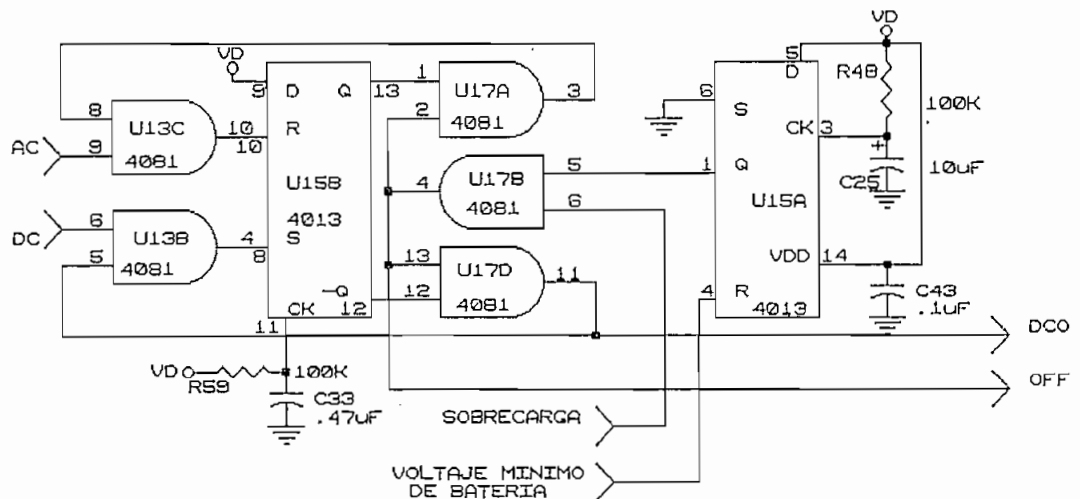 VD
9
D
Q
13
R
10
10
U15B
4013
S
4
8
CK
11
-Q
12
8
9
U13C
4081
AC
6
5
U13B
4081
DC
1
2
U17A
4081
3
4
U17B
4081
5
6
13
12
U17D
4081
11
VD
R59
100K
C33
.47uF
VD
5
D
6
S
CK
3
1
Q
U15A
VDD
14
4
R
4013
R48
100K
+
C25
10uF
C43
.1uF
DCO
OFF
SOBRECARGA
VOLTAJE MINIMO
DE BATERIA